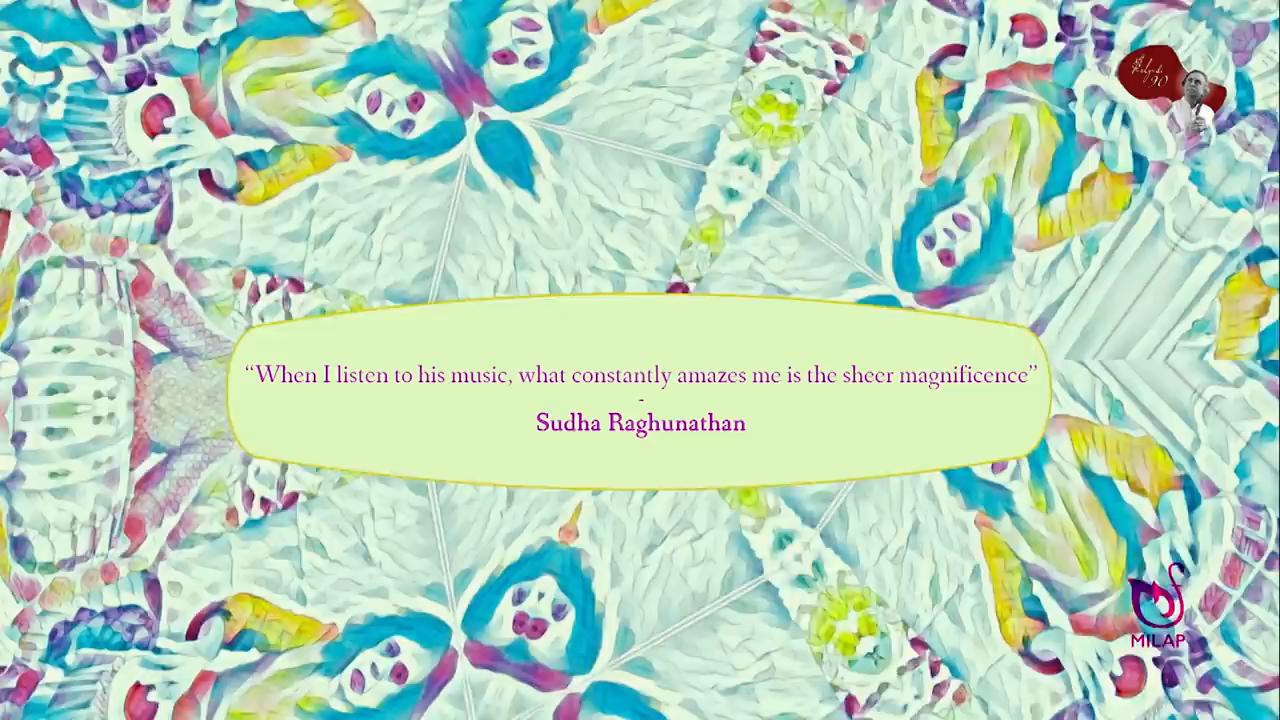 “When I listen to his music, what constantly amazes me is the sheer magnificence”
-
Sudha Raghunathan
MILAP